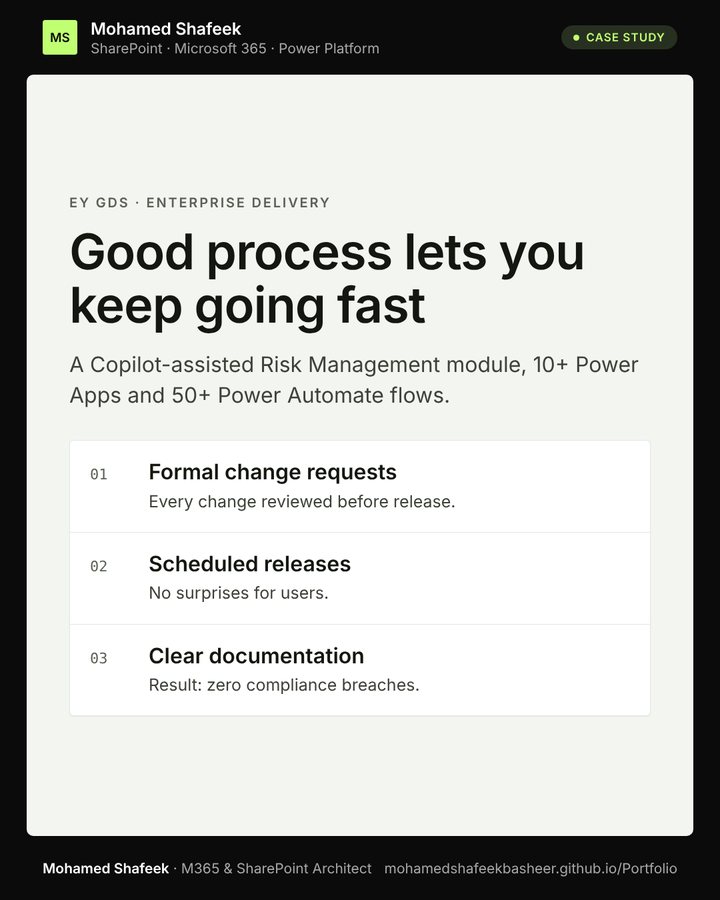 MS
Mohamed Shafeek
SharePoint · Microsoft 365 · Power Platform
CASE STUDY
EY GDS · ENTERPRISE DELIVERY
Good process lets you
keep going fast
A Copilot-assisted Risk Management module, 10+ Power
Apps and 50+ Power Automate flows.
01
Formal change requests
Every change reviewed before release.
02
Scheduled releases
No surprises for users.
03
Clear documentation
Result: zero compliance breaches.
Mohamed Shafeek · M365 & SharePoint Architect
mohamedshafeekbasheer.github.io/Portfolio